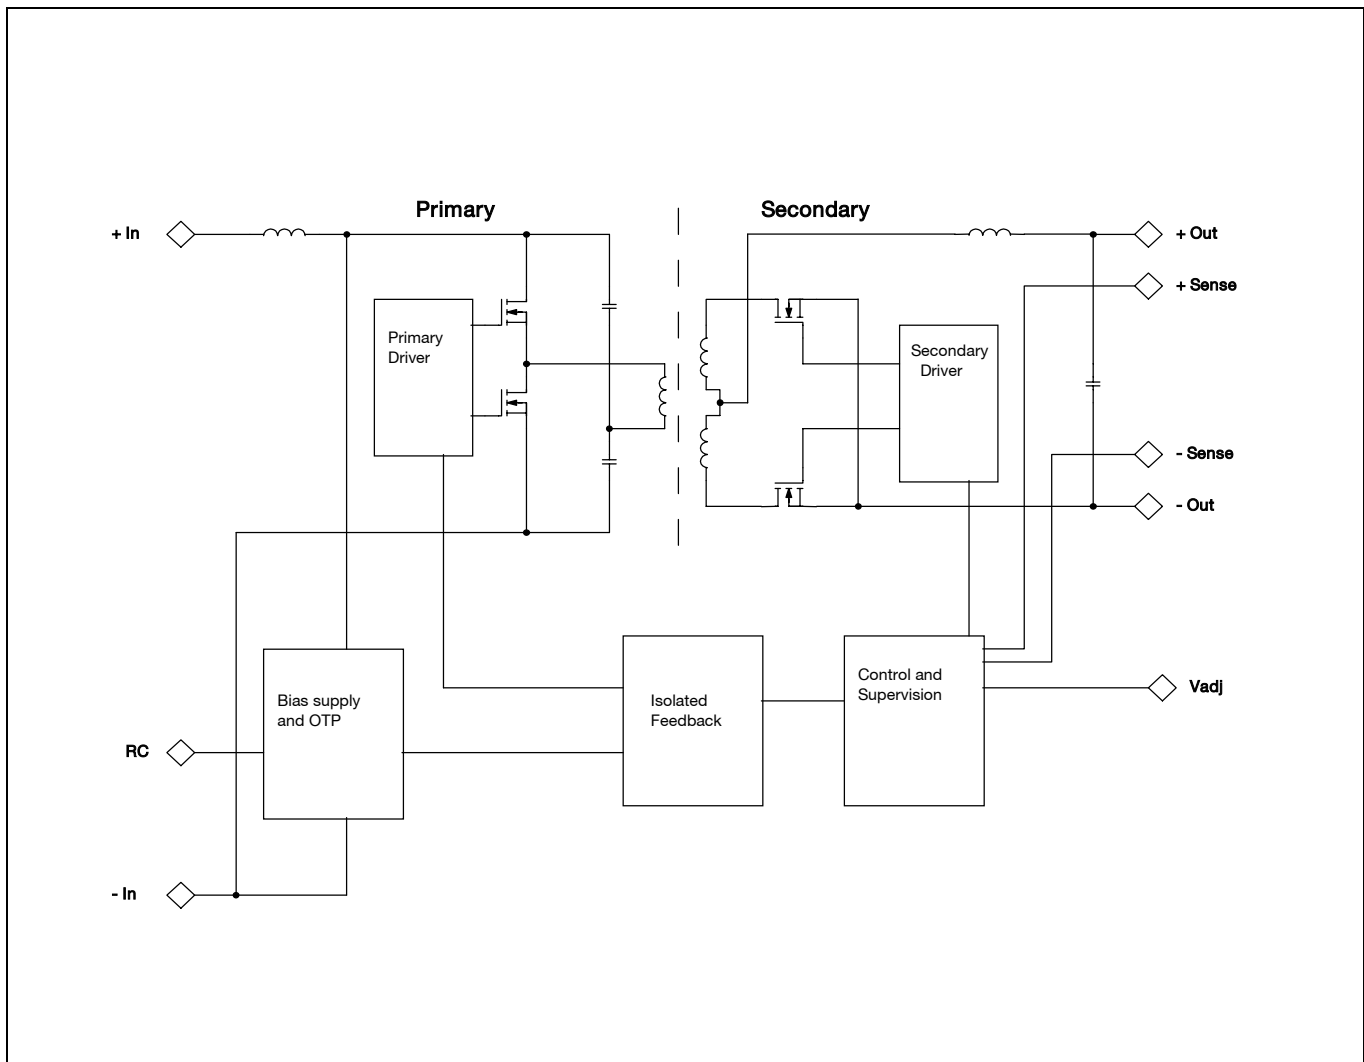 Primary
Secondary
+ In
+ Out
+ Sense
Primary
Driver
Secondary
Driver
- Sense
- Out
Bias supply
and OTP
Isolated
Feedback
Control and
Supervision
Vadj
RC
- In